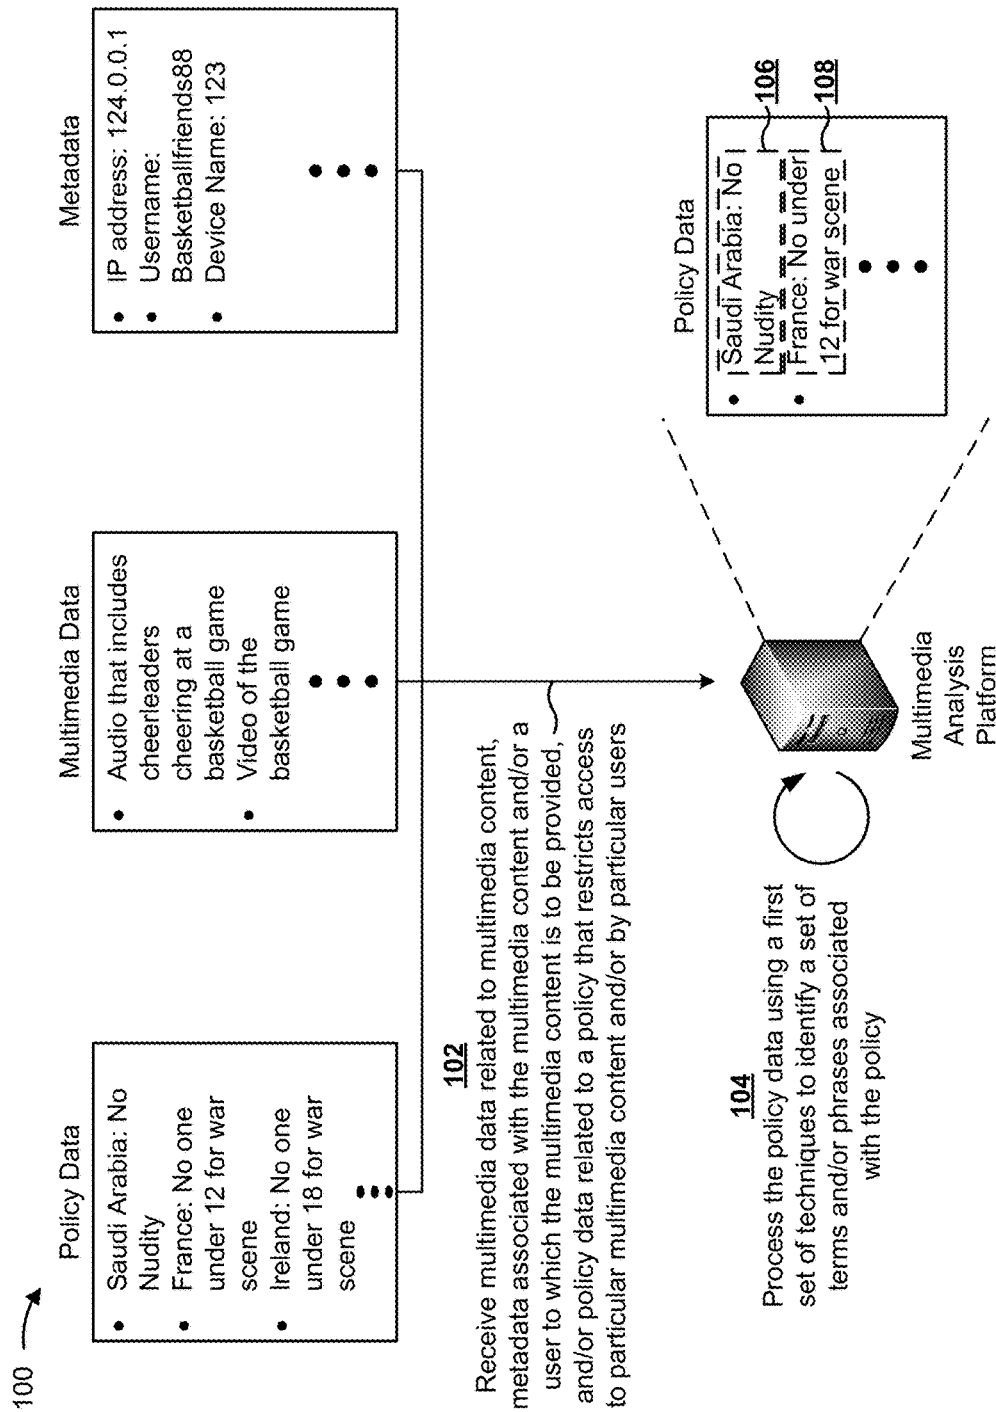 100
Policy Data
• Saudi Arabia: No
Nudity
• France: No one
under 12 for war
scene
• Ireland: No one
under 18 for war
scene
Multimedia Data
• Audio that includes
cheerleaders
cheering at a
basketball game
• Video of the
basketball game
Metadata
• IP address: 124.0.0.1
• Username:
Basketballfriends88
• Device Name: 123
102
Receive multimedia data related to multimedia content,
metadata associated with the multimedia content and/or a
user to which the multimedia content is to be provided,
and/or policy data related to a policy that restricts access
to particular multimedia content and/or by particular users
104
Process the policy data using a first
set of techniques to identify a set of
terms and/or phrases associated
with the policy
Multimedia
Analysis
Platform
Policy Data
• Saudi Arabia: No
Nudity
106
• France: No under
12 for war scene
108